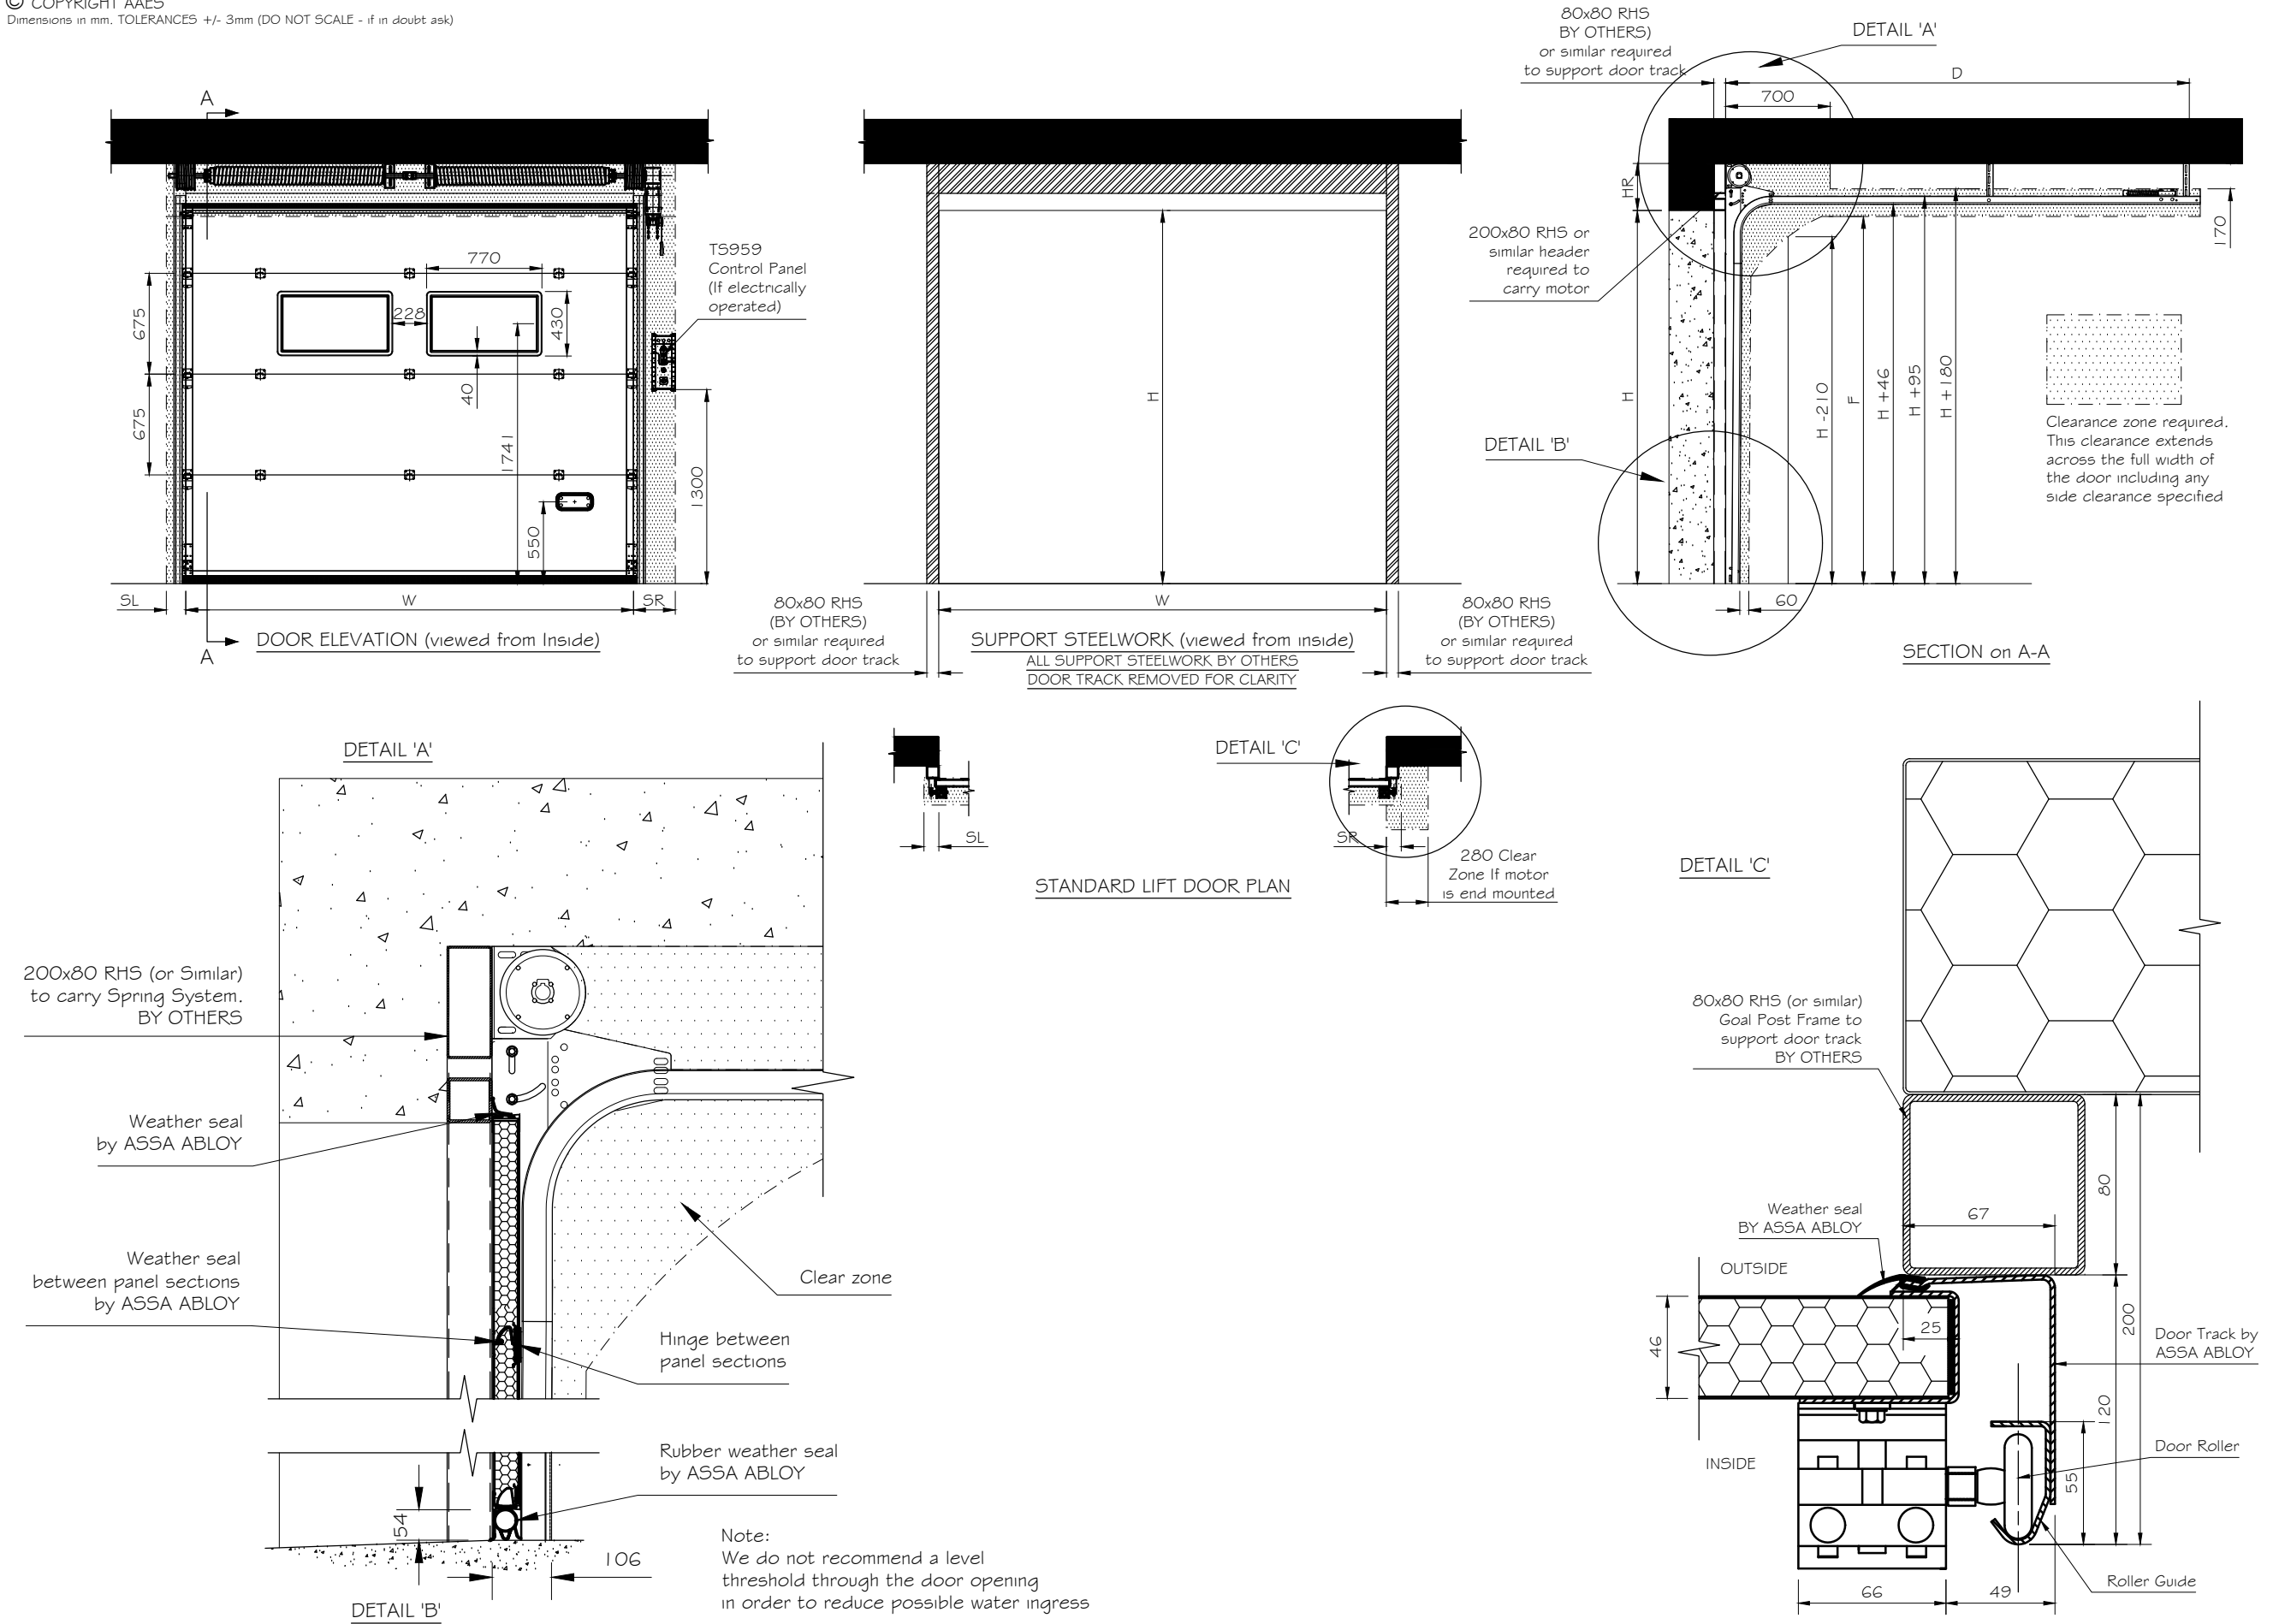 © COPYRIGHT AAES
Dimensions in mm. TOLERANCES +/- 3mm (DO NOT SCALE - if in doubt ask)
A
675
675
770
228
430
40
1741
550
1300
TS959
Control Panel
(If electrically
operated)
SL
W
SR
A
DOOR ELEVATION (viewed from Inside)
H
W
80x80 RHS
(BY OTHERS)
or similar required
to support door track
SUPPORT STEELWORK (viewed from inside)
ALL SUPPORT STEELWORK BY OTHERS
DOOR TRACK REMOVED FOR CLARITY
80x80 RHS
(BY OTHERS)
or similar required
to support door track
80x80 RHS
BY OTHERS)
or similar required
to support door track
DETAIL 'A'
D
700
HR
200x80 RHS or
similar header
required to
carry motor
H
H -210
F
H +46
H +95
H +180
170
60
DETAIL 'B'
Clearance zone required.
This clearance extends
across the full width of
the door including any
side clearance specified
SECTION on A-A
DETAIL 'A'
200x80 RHS (or Similar)
to carry Spring System.
BY OTHERS
Weather seal
by ASSA ABLOY
Weather seal
between panel sections
by ASSA ABLOY
Clear zone
Hinge between
panel sections
Rubber weather seal
by ASSA ABLOY
54
106
DETAIL 'B'
Note:
We do not recommend a level
threshold through the door opening
in order to reduce possible water ingress
SL
DETAIL 'C'
SR
280 Clear
Zone If motor
is end mounted
STANDARD LIFT DOOR PLAN
DETAIL 'C'
80x80 RHS (or similar)
Goal Post Frame to
support door track
BY OTHERS
Weather seal
BY ASSA ABLOY
OUTSIDE
67
80
25
46
200
120
55
Door Track by
ASSA ABLOY
Door Roller
INSIDE
66
49
Roller Guide